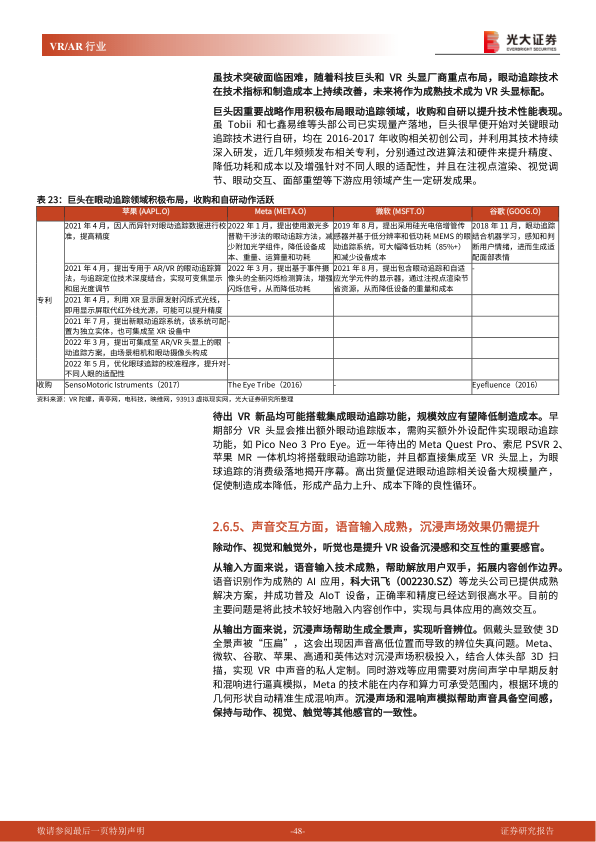 VR/AR 行业
光大证券
EVERBRIGHT SECURITIES
虽技术突破面临困难，随着科技巨头和 VR 头显厂商重点布局，眼动追踪技术
在技术指标和制造成本上持续改善，未来将作为成熟技术成为 VR 头显标配。
巨头因重要战略作用积极布局眼动追踪领域，收购和自研以提升技术性能表现。
虽 Tobii 和七鑫易维等头部公司已实现量产落地，巨头很早便开始对关键眼动
追踪技术进行自研，均在 2016-2017 年收购相关初创公司，并利用其技术持续
深入研发，近几年频频发布相关专利，分别通过改进算法和硬件来提升精度、
降低功耗和成本以及增强针对不同人眼的适配性，并且在注视点渲染、视觉调
节、眼动交互、面部重塑等下游应用领域产生一定研发成果。
表 23：巨头在眼动追踪领域积极布局，收购和自研动作活跃
苹果 (AAPL.O) Meta (META.O) 微软 (MSFT.O) 谷歌 (GOOG.O)
专利
2021 年 4 月，因人而异针对眼动追踪数据进行校
准，提高精度
2022 年 1 月，提出使用激光多
普勒干涉法的眼动追踪方法，减
少附加光学组件，降低设备成
本、重量、运算量和功耗
2019 年 8 月，提出采用硅光电倍增管传
感器并基于低分辨率和低功耗 MEMS 的眼
动追踪系统，可大幅降低功耗（85%+）
和减少设备成本
2018 年 11 月，眼动追踪
结合机器学习，感知和判
断用户情绪，进而生成适
配面部表情
2021 年 4 月，提出专用于 AR/VR 的眼动追踪算
法，与追踪定位技术深度结合，实现可变焦显示
和屈光度调节
2022 年 3 月，提出基于事件摄
像头的全新闪烁检测算法，增强
闪烁信号，从而降低功耗
2021 年 8 月，提出包含眼动追踪和自适
应光学元件的显示器，通过注视点渲染节
省资源，从而降低设备的重量和成本
2021 年 4 月，利用 XR 显示屏发射闪烁式光线，
即用显示屏取代红外线光源，可能可以提升精度
-
2021 年 7 月，提出新眼动追踪系统，该系统可配
置为独立实体，也可集成至 XR 设备中
-
2022 年 3 月，提出可集成至 AR/VR 头显上的眼
动追踪方案，由场景相机和眼动摄像头构成
-
2022 年 5 月，优化眼球追踪的校准程序，提升对
不同人眼的适配性
-
收购 SensoMotoric Istruments（2017） The Eye Tribe（2016） - Eyefluence（2016）
资料来源：VR 陀螺，青亭网，电科技，映维网，93913 虚拟现实网，光大证券研究所整理
待出 VR 新品均可能搭载集成眼动追踪功能，规模效应有望降低制造成本。早
期部分 VR 头显会推出额外眼动追踪版本，需购买额外外设配件实现眼动追踪
功能，如 Pico Neo 3 Pro Eye。近一年待出的 Meta Quest Pro、索尼 PSVR 2、
苹果 MR 一体机均将搭载眼动追踪功能，并且都直接集成至 VR 头显上，为眼
球追踪的消费级落地揭开序幕。高出货量促进眼动追踪相关设备大规模量产，
促使制造成本降低，形成产品力上升、成本下降的良性循环。
2.6.5、声音交互方面，语音输入成熟，沉浸声场效果仍需提升
除动作、视觉和触觉外，听觉也是提升 VR 设备沉浸感和交互性的重要感官。
从输入方面来说，语音输入技术成熟，帮助解放用户双手，拓展内容创作边界。
语音识别作为成熟的 AI 应用，科大讯飞（002230.SZ）等龙头公司已提供成熟
解决方案，并成功普及 AIoT 设备，正确率和精度已经达到很高水平。目前的
主要问题是将此技术较好地融入内容创作中，实现与具体应用的高效交互。
从输出方面来说，沉浸声场帮助生成全景声，实现听音辨位。佩戴头显致使 3D
全景声被“压扁”，这会出现因声音高低位置而导致的辨位失真问题。Meta、
微软、谷歌、苹果、高通和英伟达对沉浸声场积极投入，结合人体头部 3D 扫
描，实现 VR 中声音的私人定制。同时游戏等应用需要对房间声学中早期反射
和混响进行逼真模拟，Meta 的技术能在内存和算力可承受范围内，根据环境的
几何形状自动精准生成混响声。沉浸声场和混响声模拟帮助声音具备空间感，
保持与动作、视觉、触觉等其他感官的一致性。
敬请参阅最后一页特别声明 -48- 证券研究报告